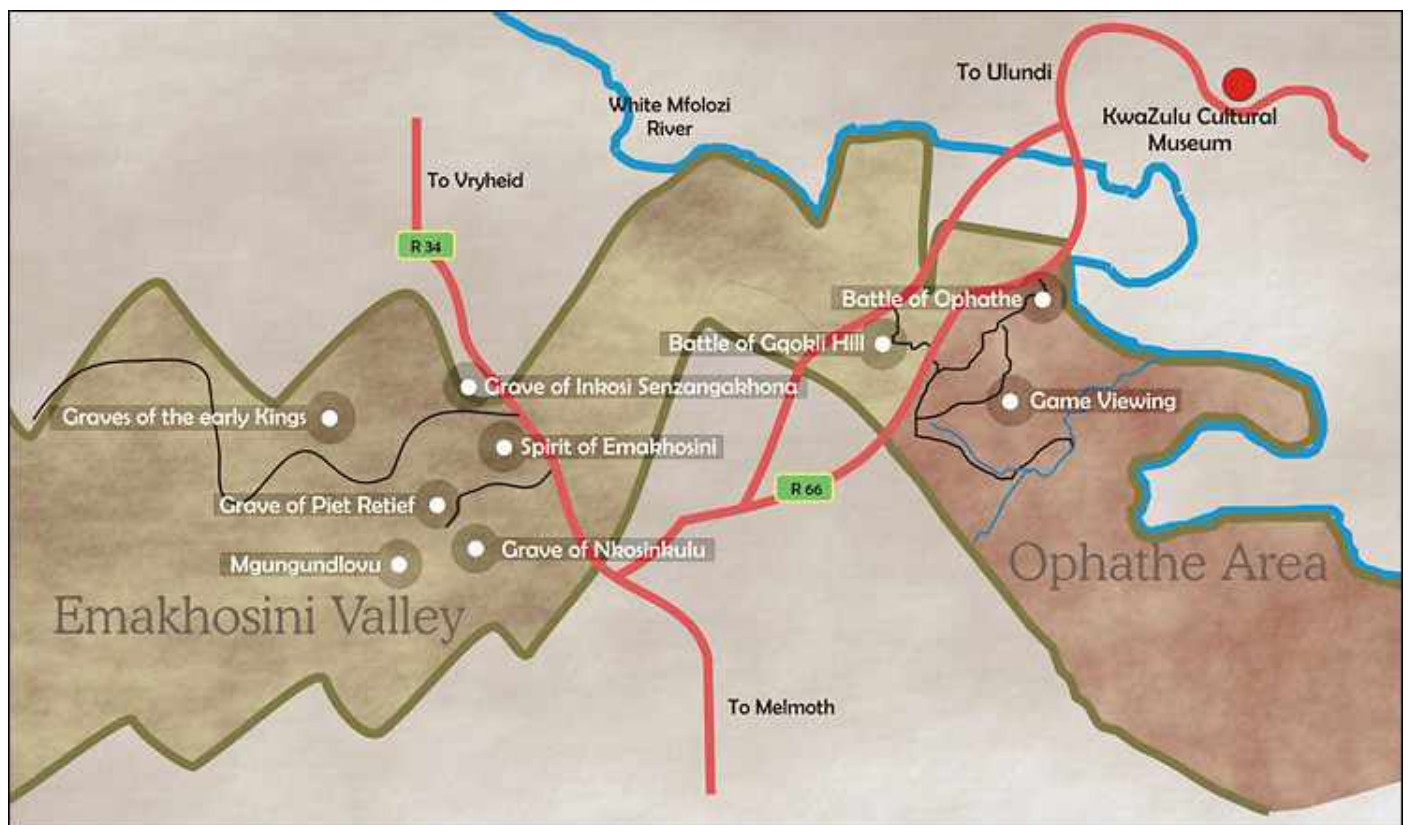 To Ulundi
White Mfolozi
River
KwaZulu Cultural
Museum
To Vryheid
R 34
Battle of Ophathe
Battle of Gqokli Hill
Grave of Inkosi Senzangakhona
Graves of the early Kings
Game Viewing
Spirit of Emakhosini
R 66
Grave of Piet Retief
Grave of Nkosinkulu
Mgungundlovu
Ophathe Area
Emakhosini Valley
To Melmoth